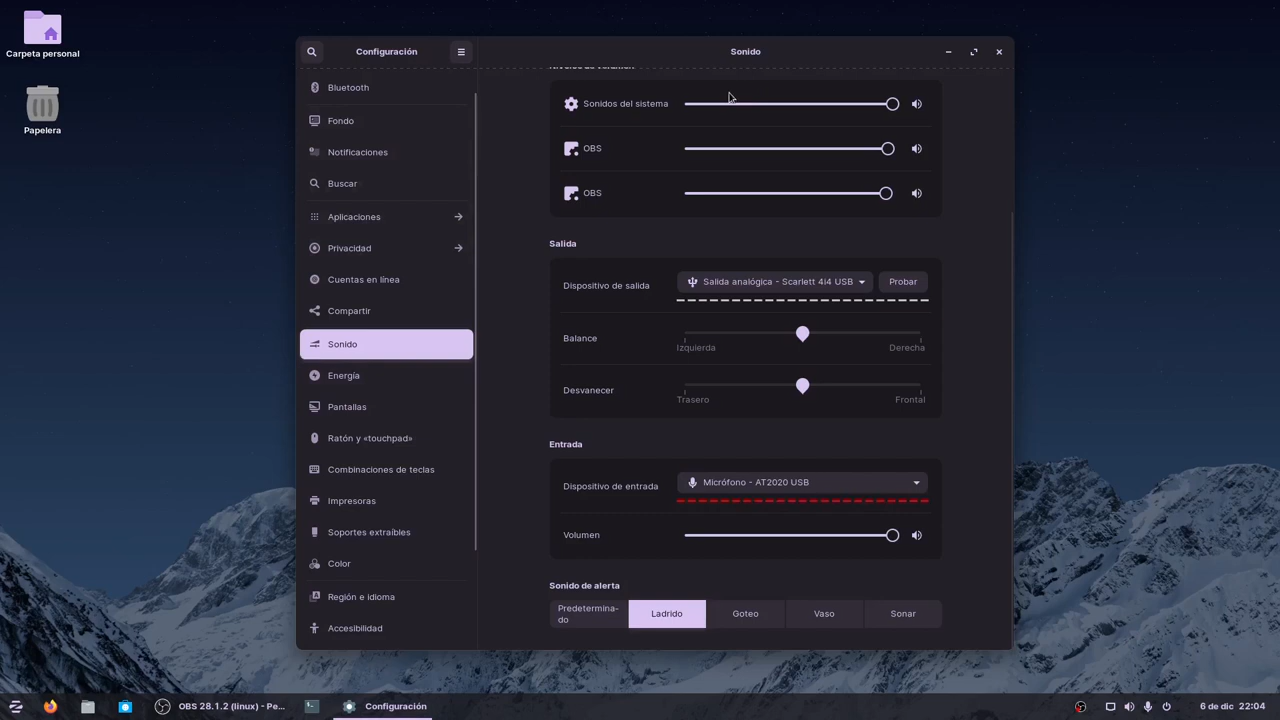 Carpeta personal
Papelera
Configuración
Sonido
Bluetooth
Fondo
Notificaciones
Buscar
Aplicaciones
Privacidad
Cuentas en línea
Compartir
Sonido
Energía
Pantallas
Ratón y «touchpad»
Combinaciones de teclas
Impresoras
Soportes extraíbles
Color
Región e idioma
Accesibilidad
Niveles de volumen
Sonidos del sistema
OBS
OBS
Salida
Dispositivo de salida
Salida analógica - Scarlett 4i4 USB
Probar
Balance
Izquierda
Derecha
Desvanecer
Trasero
Frontal
Entrada
Dispositivo de entrada
Micrófono - AT2020 USB
Volumen
Sonido de alerta
Predetermina-
do
Ladrido
Goteo
Vaso
Sonar
OBS 28.1.2 (linux) - Pe...
Configuración
6 de dic 22:04